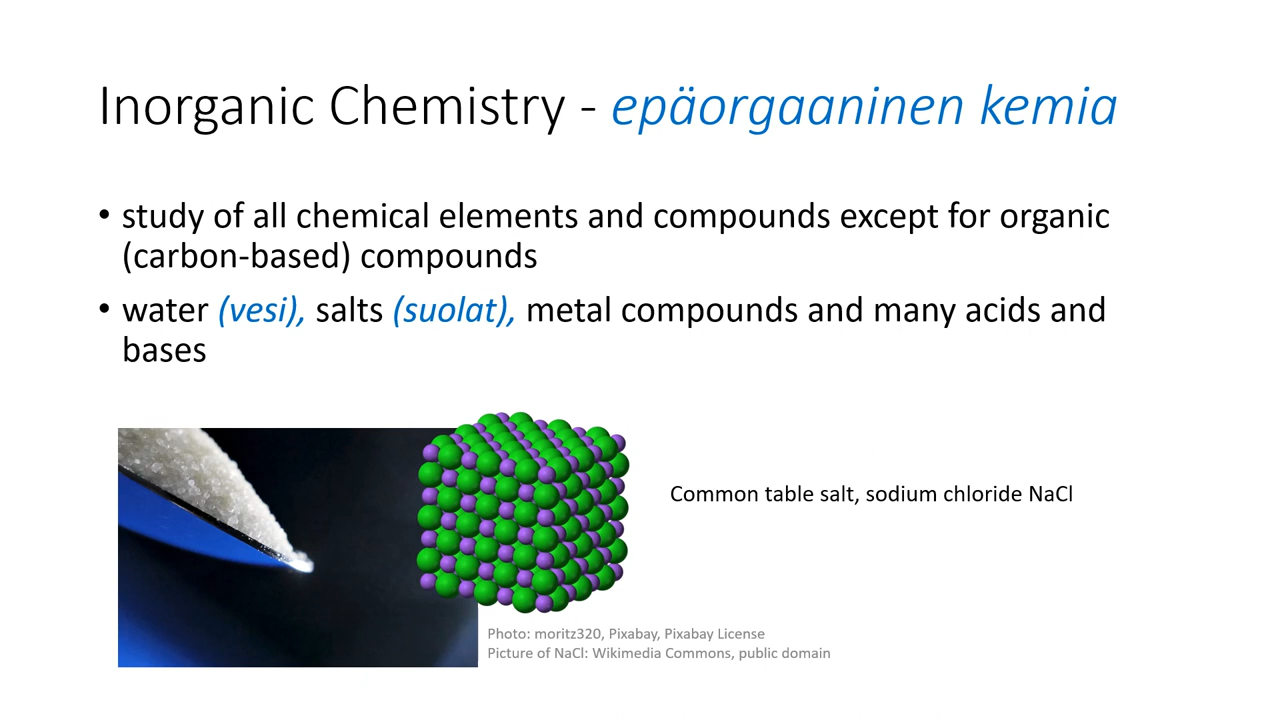 Inorganic Chemistry - epäorgaaninen kemia
• study of all chemical elements and compounds except for organic
(carbon-based) compounds
• water (vesi), salts (suolat), metal compounds and many acids and
bases
Common table salt, sodium chloride NaCl
Photo: moritz320, Pixabay, Pixabay License
Picture of NaCl: Wikimedia Commons, public domain